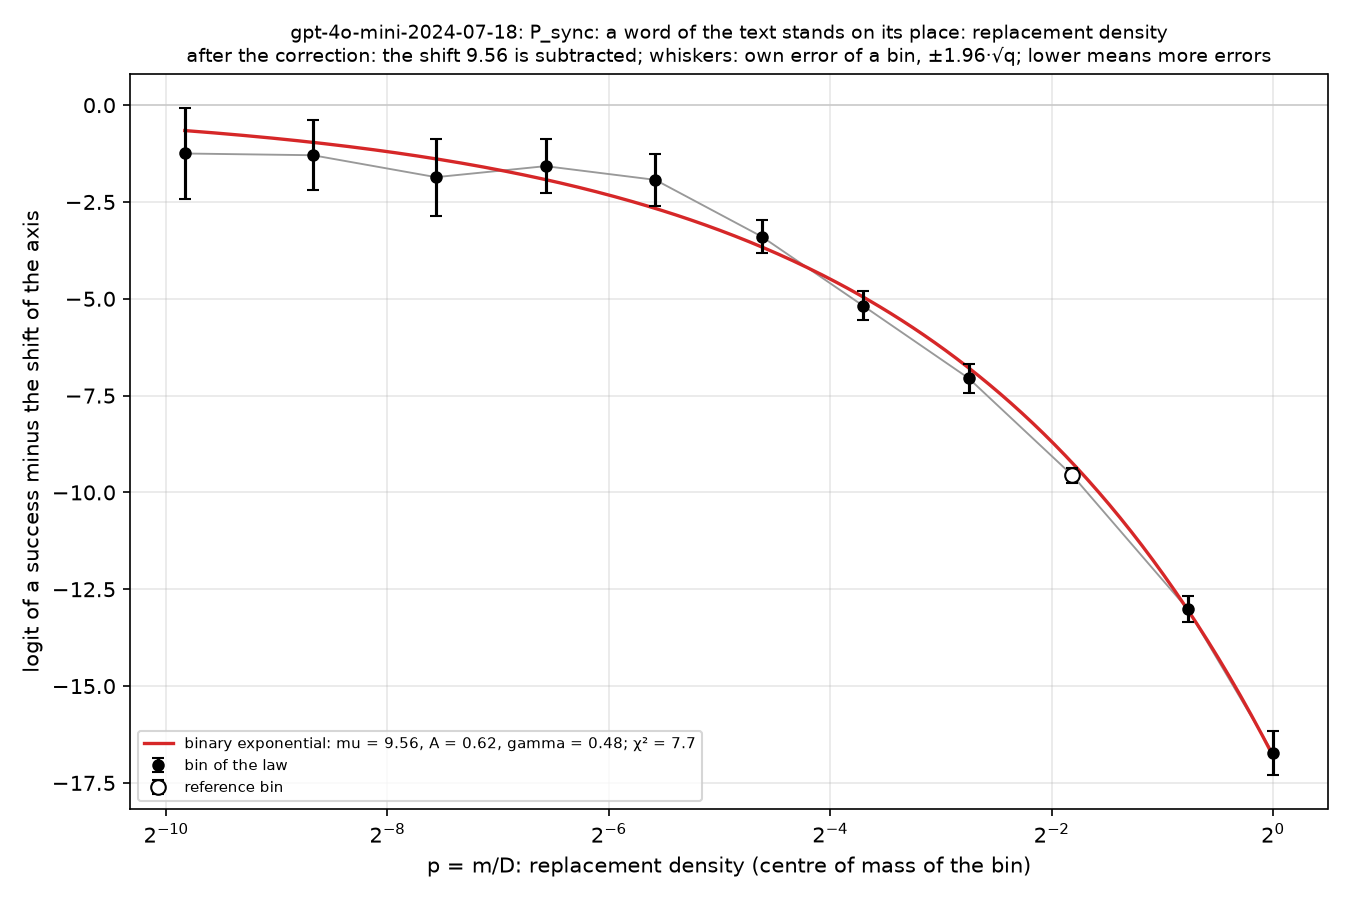 gpt-4o-mini-2024-07-18: P_sync: a word of the text stands on its place: replacement density
after the correction: the shift 9.56 is subtracted; whiskers: own error of a bin, ±1.96·√q; lower means more errors
logit of a success minus the shift of the axis
0.0
−2.5
−5.0
−7.5
−10.0
−12.5
−15.0
−17.5
binary exponential: mu = 9.56, A = 0.62, gamma = 0.48; χ² = 7.7
bin of the law
reference bin
2⁻¹⁰
2⁻⁸
2⁻⁶
2⁻⁴
2⁻²
2⁰
p = m/D: replacement density (centre of mass of the bin)